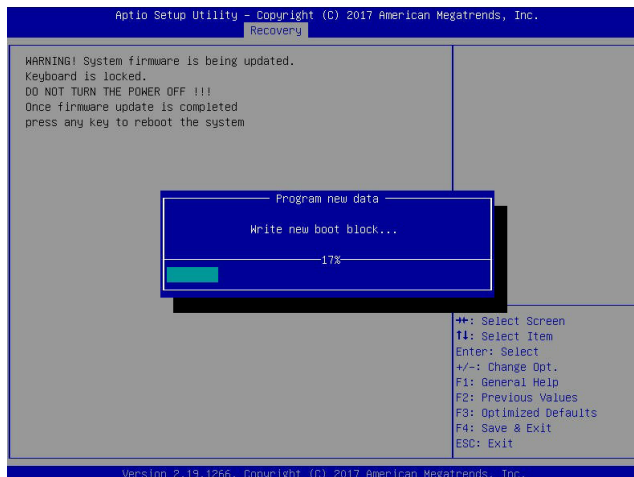 Aptio Setup Utility – Copyright (C) 2017 American Megatrends, Inc.
Recovery
WARNING! System firmware is being updated.
Keyboard is locked.
DO NOT TURN THE POWER OFF !!!
Once firmware update is completed
press any key to reboot the system
Program new data
Write new boot block...
17%
→←: Select Screen
↑↓: Select Item
Enter: Select
+/-: Change Opt.
F1: General Help
F2: Previous Values
F3: Optimized Defaults
F4: Save & Exit
ESC: Exit
Version 2.19.1266. Copyright (C) 2017 American Megatrends, Inc.